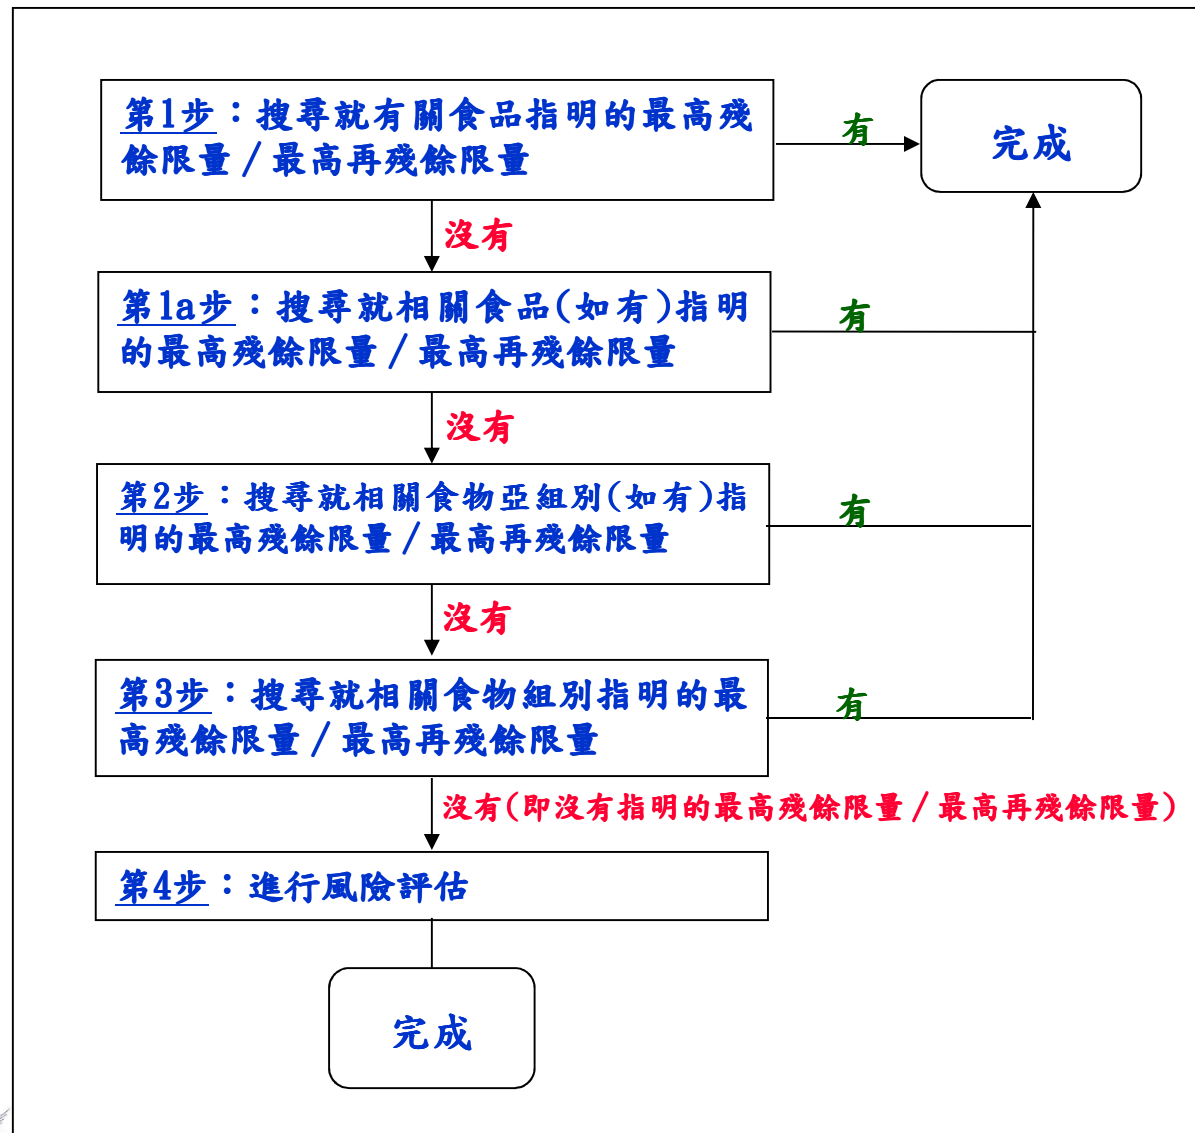 第1步：搜尋就有關食品指明的最高殘
餘限量／最高再殘餘限量
有
完成
沒有
第1a步：搜尋就相關食品(如有)指明
的最高殘餘限量／最高再殘餘限量
有
沒有
第2步：搜尋就相關食物亞組別(如有)指
明的最高殘餘限量／最高再殘餘限量
有
沒有
第3步：搜尋就相關食物組別指明的最
高殘餘限量／最高再殘餘限量
有
沒有(即沒有指明的最高殘餘限量／最高再殘餘限量)
第4步：進行風險評估
完成